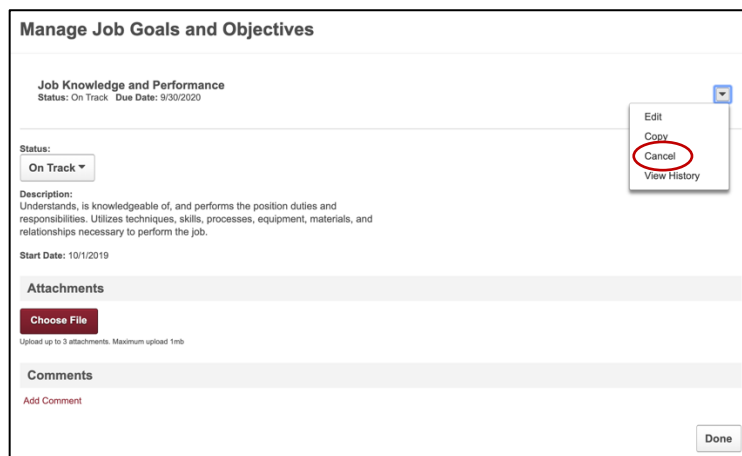 Manage Job Goals and Objectives
Job Knowledge and Performance
Status: On Track Due Date: 9/30/2020
Edit
Copy
Cancel
View History
Status:
On Track
Description:
Understands, is knowledgeable of, and performs the position duties and
responsibilities. Utilizes techniques, skills, processes, equipment, materials, and
relationships necessary to perform the job.
Start Date: 10/1/2019
Attachments
Choose File
Upload up to 3 attachments. Maximum upload 1mb
Comments
Add Comment
Done